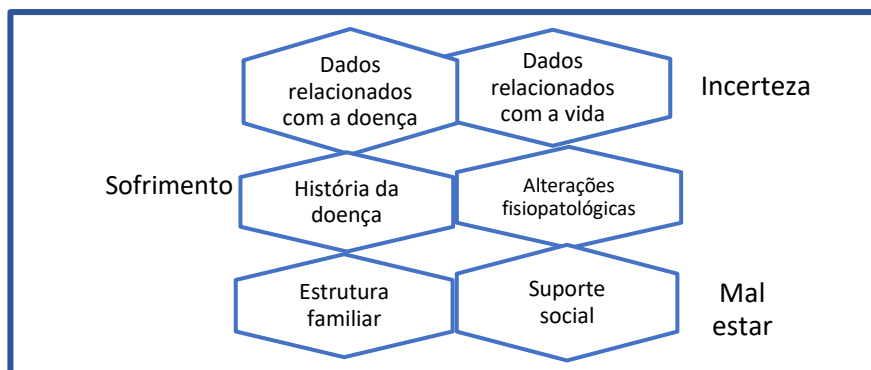 Dados
relacionados
com a doença
Dados
relacionados
com a vida
Incerteza
Sofrimento
História da
doença
Alterações
fisiopatológicas
Estrutura
familiar
Suporte
social
Mal
estar